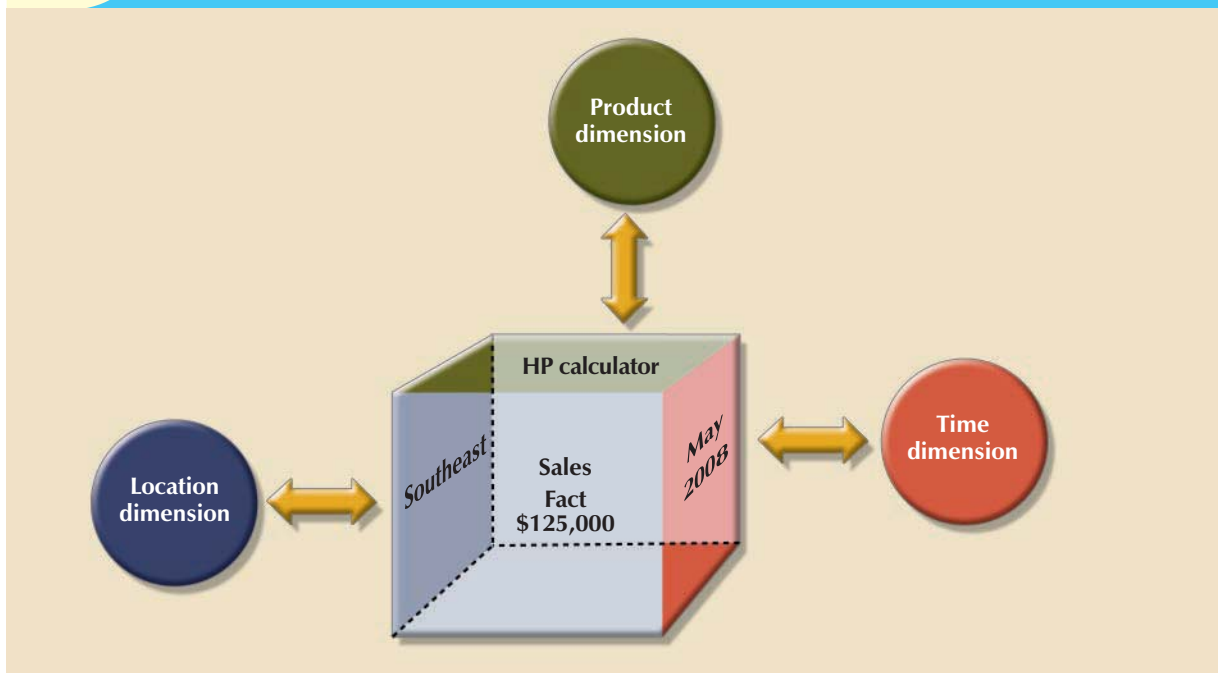 Product
dimension
HP calculator
Southeast
Sales
Fact
$125,000
May
2008
Time
dimension
Location
dimension